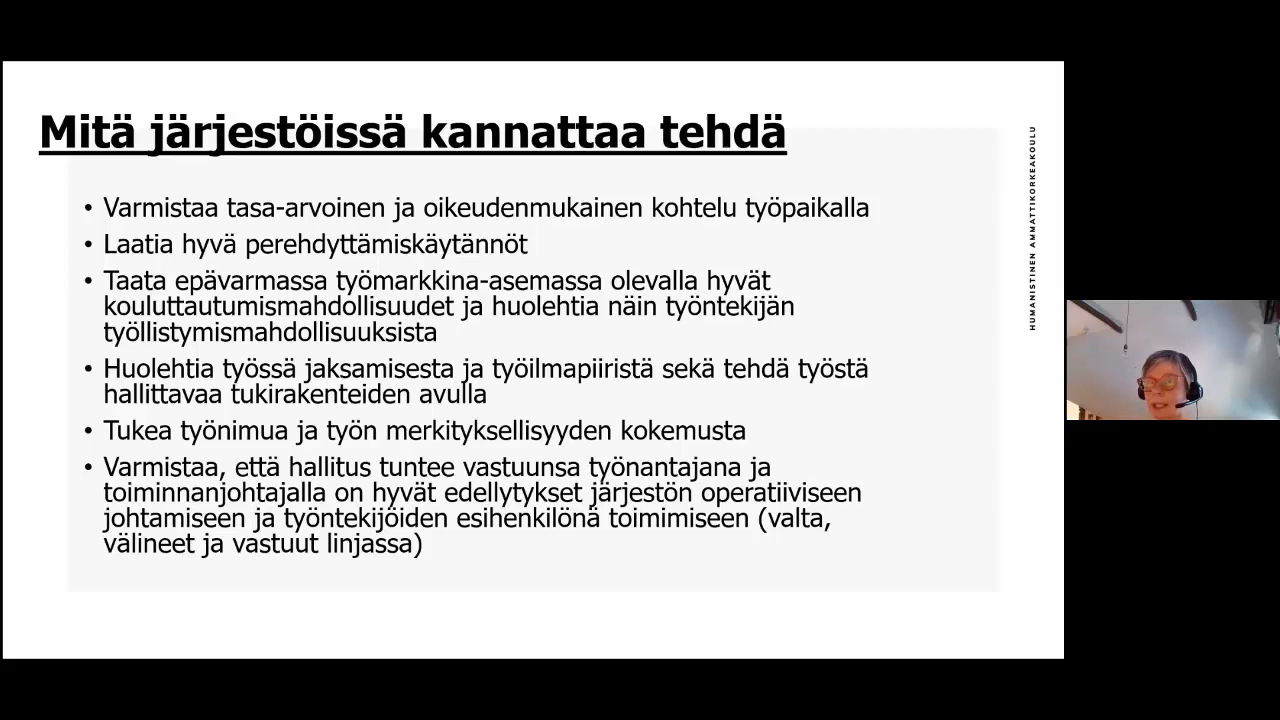 Mitä järjestöissä kannattaa tehdä
• Varmistaa tasa-arvoinen ja oikeudenmukainen kohtelu työpaikalla
• Laatia hyvä perehdyttämiskäytännöt
• Taata epävarmassa työmarkkina-asemassa olevalla hyvät
kouluttautumismahdollisuudet ja huolehtia näin työntekijän
työllistymismahdollisuuksista
• Huolehtia työssä jaksamisesta ja työilmapiiristä sekä tehdä työstä
hallittavaa tukirakenteiden avulla
• Tukea työnimua ja työn merkityksellisyyden kokemusta
• Varmistaa, että hallitus tuntee vastuunsa työnantajana ja
toiminnanjohtajalla on hyvät edellytykset järjestön operatiiviseen
johtamiseen ja työntekijöiden esihenkilönä toimimiseen (valta,
välineet ja vastuut linjassa)
HUMANISTINEN AMMATTIKORKEAKOULU